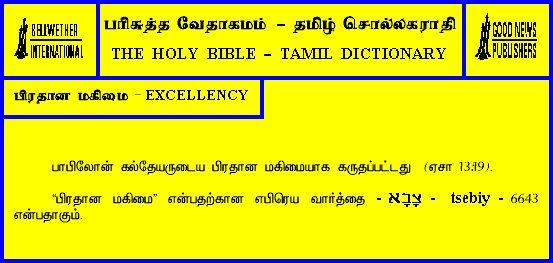 BELLWETHER
INTERNATIONAL
பரிசுத்த வேதாகமம் – தமிழ் சொல்லகராதி
THE HOLY BIBLE – TAMIL DICTIONARY
GOOD NEWS
PUBLISHERS
பிரதான மகிமை – EXCELLENCY
பாபிலோன் கல்தேயருடைய பிரதான மகிமையாக கருதப்பட்டது (ஏசா 13:19).
“பிரதான மகிமை” என்பதற்கான எபிரெய வார்த்தை - צָבָא - tsebiy - 6643
என்பதாகும்.